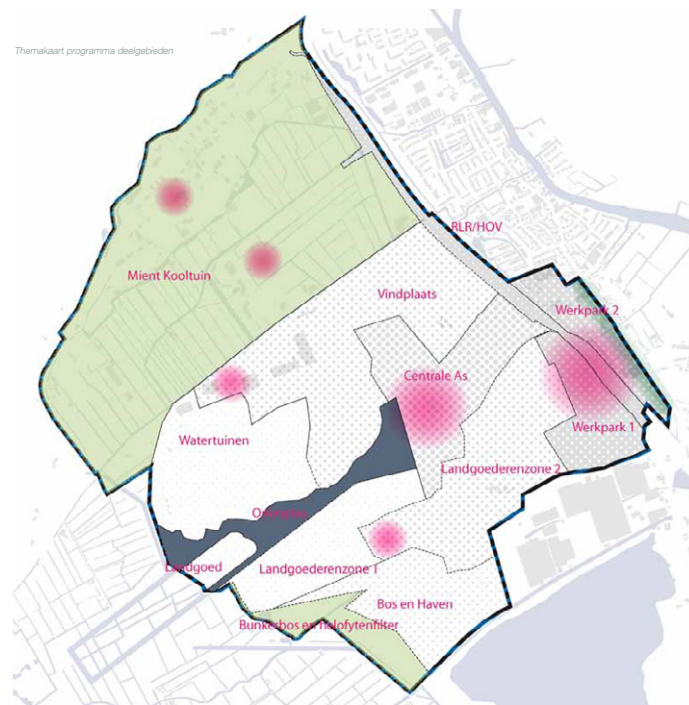 Themakaart programma deelgebieden
RLR/HOV
Mient Kooltuin
Vindplaats
Werkpark 2
Centrale As
Werkpark 1
Watertuinen
Landgoederenzone 2
Landgoed
Landgoederenzone 1
Bos en Haven
Bunkerbos en helofytenfilter